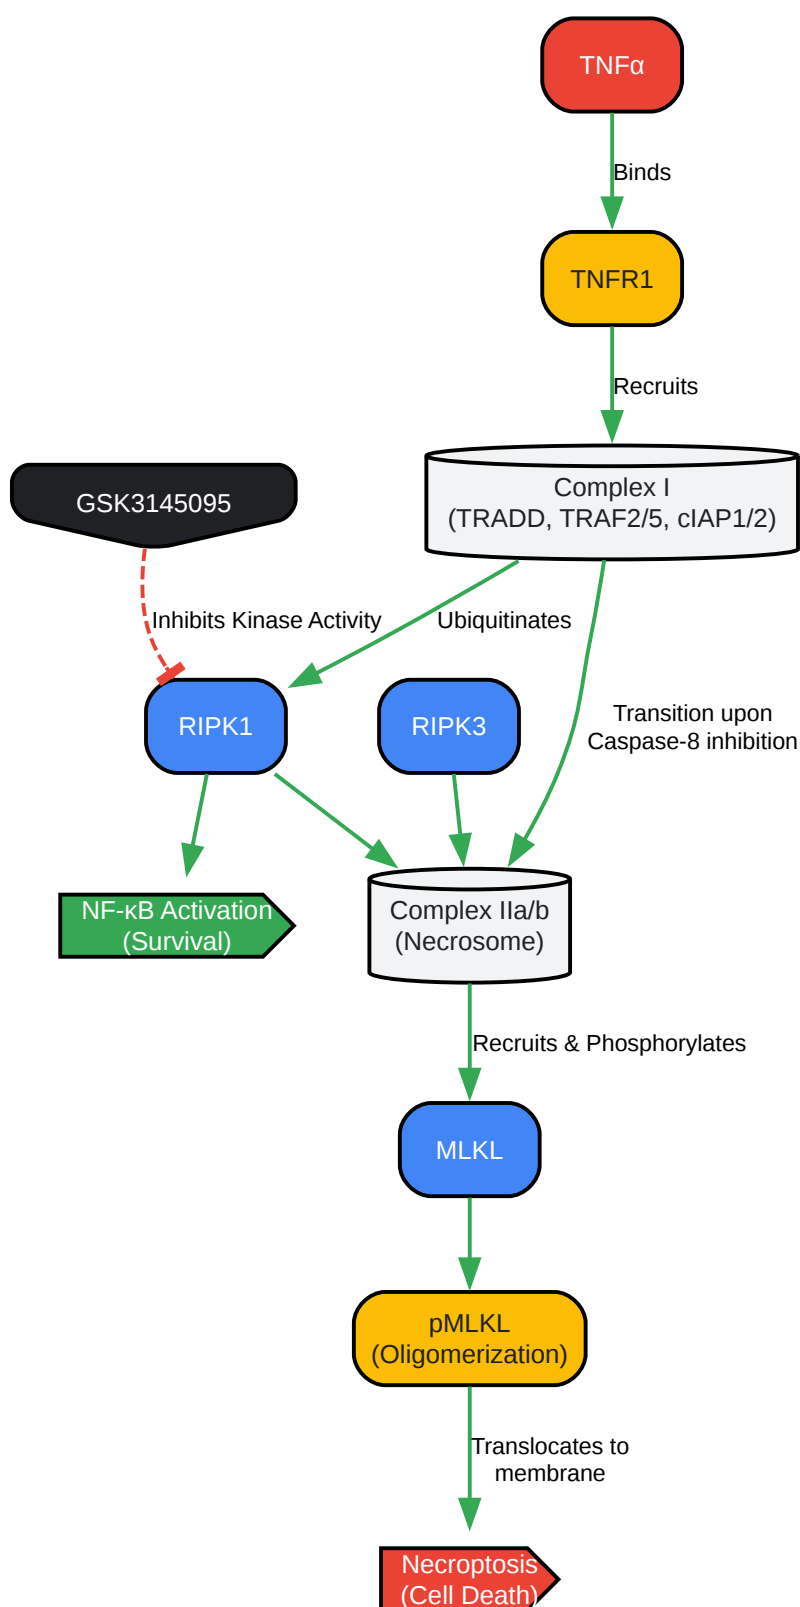 TNFα
Binds
TNFR1
Recruits
GSK3145095
Complex I
(TRADD, TRAF2/5, cIAP1/2)
Inhibits Kinase Activity
Ubiquitinates
RIPK1
RIPK3
Transition upon
Caspase-8 inhibition
NF-κB Activation
(Survival)
Complex IIa/b
(Necrosome)
Recruits & Phosphorylates
MLKL
pMLKL
(Oligomerization)
Translocates to
membrane
Necroptosis
(Cell Death)